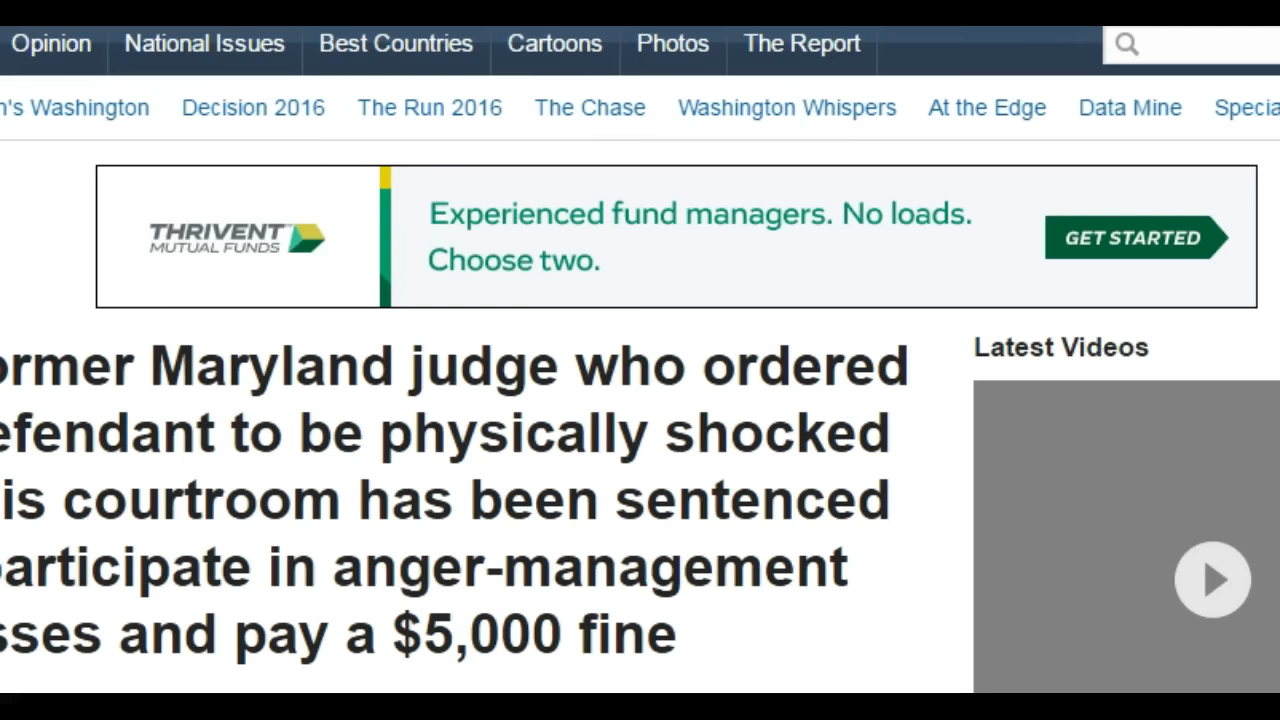 Opinion National Issues Best Countries Cartoons Photos The Report
n's Washington Decision 2016 The Run 2016 The Chase Washington Whispers At the Edge Data Mine Specia
THRIVENT
MUTUAL FUNDS
Experienced fund managers. No loads.
Choose two.
GET STARTED
ormer Maryland judge who ordered
efendant to be physically shocked
is courtroom has been sentenced
participate in anger-management
sses and pay a $5,000 fine
Latest Videos